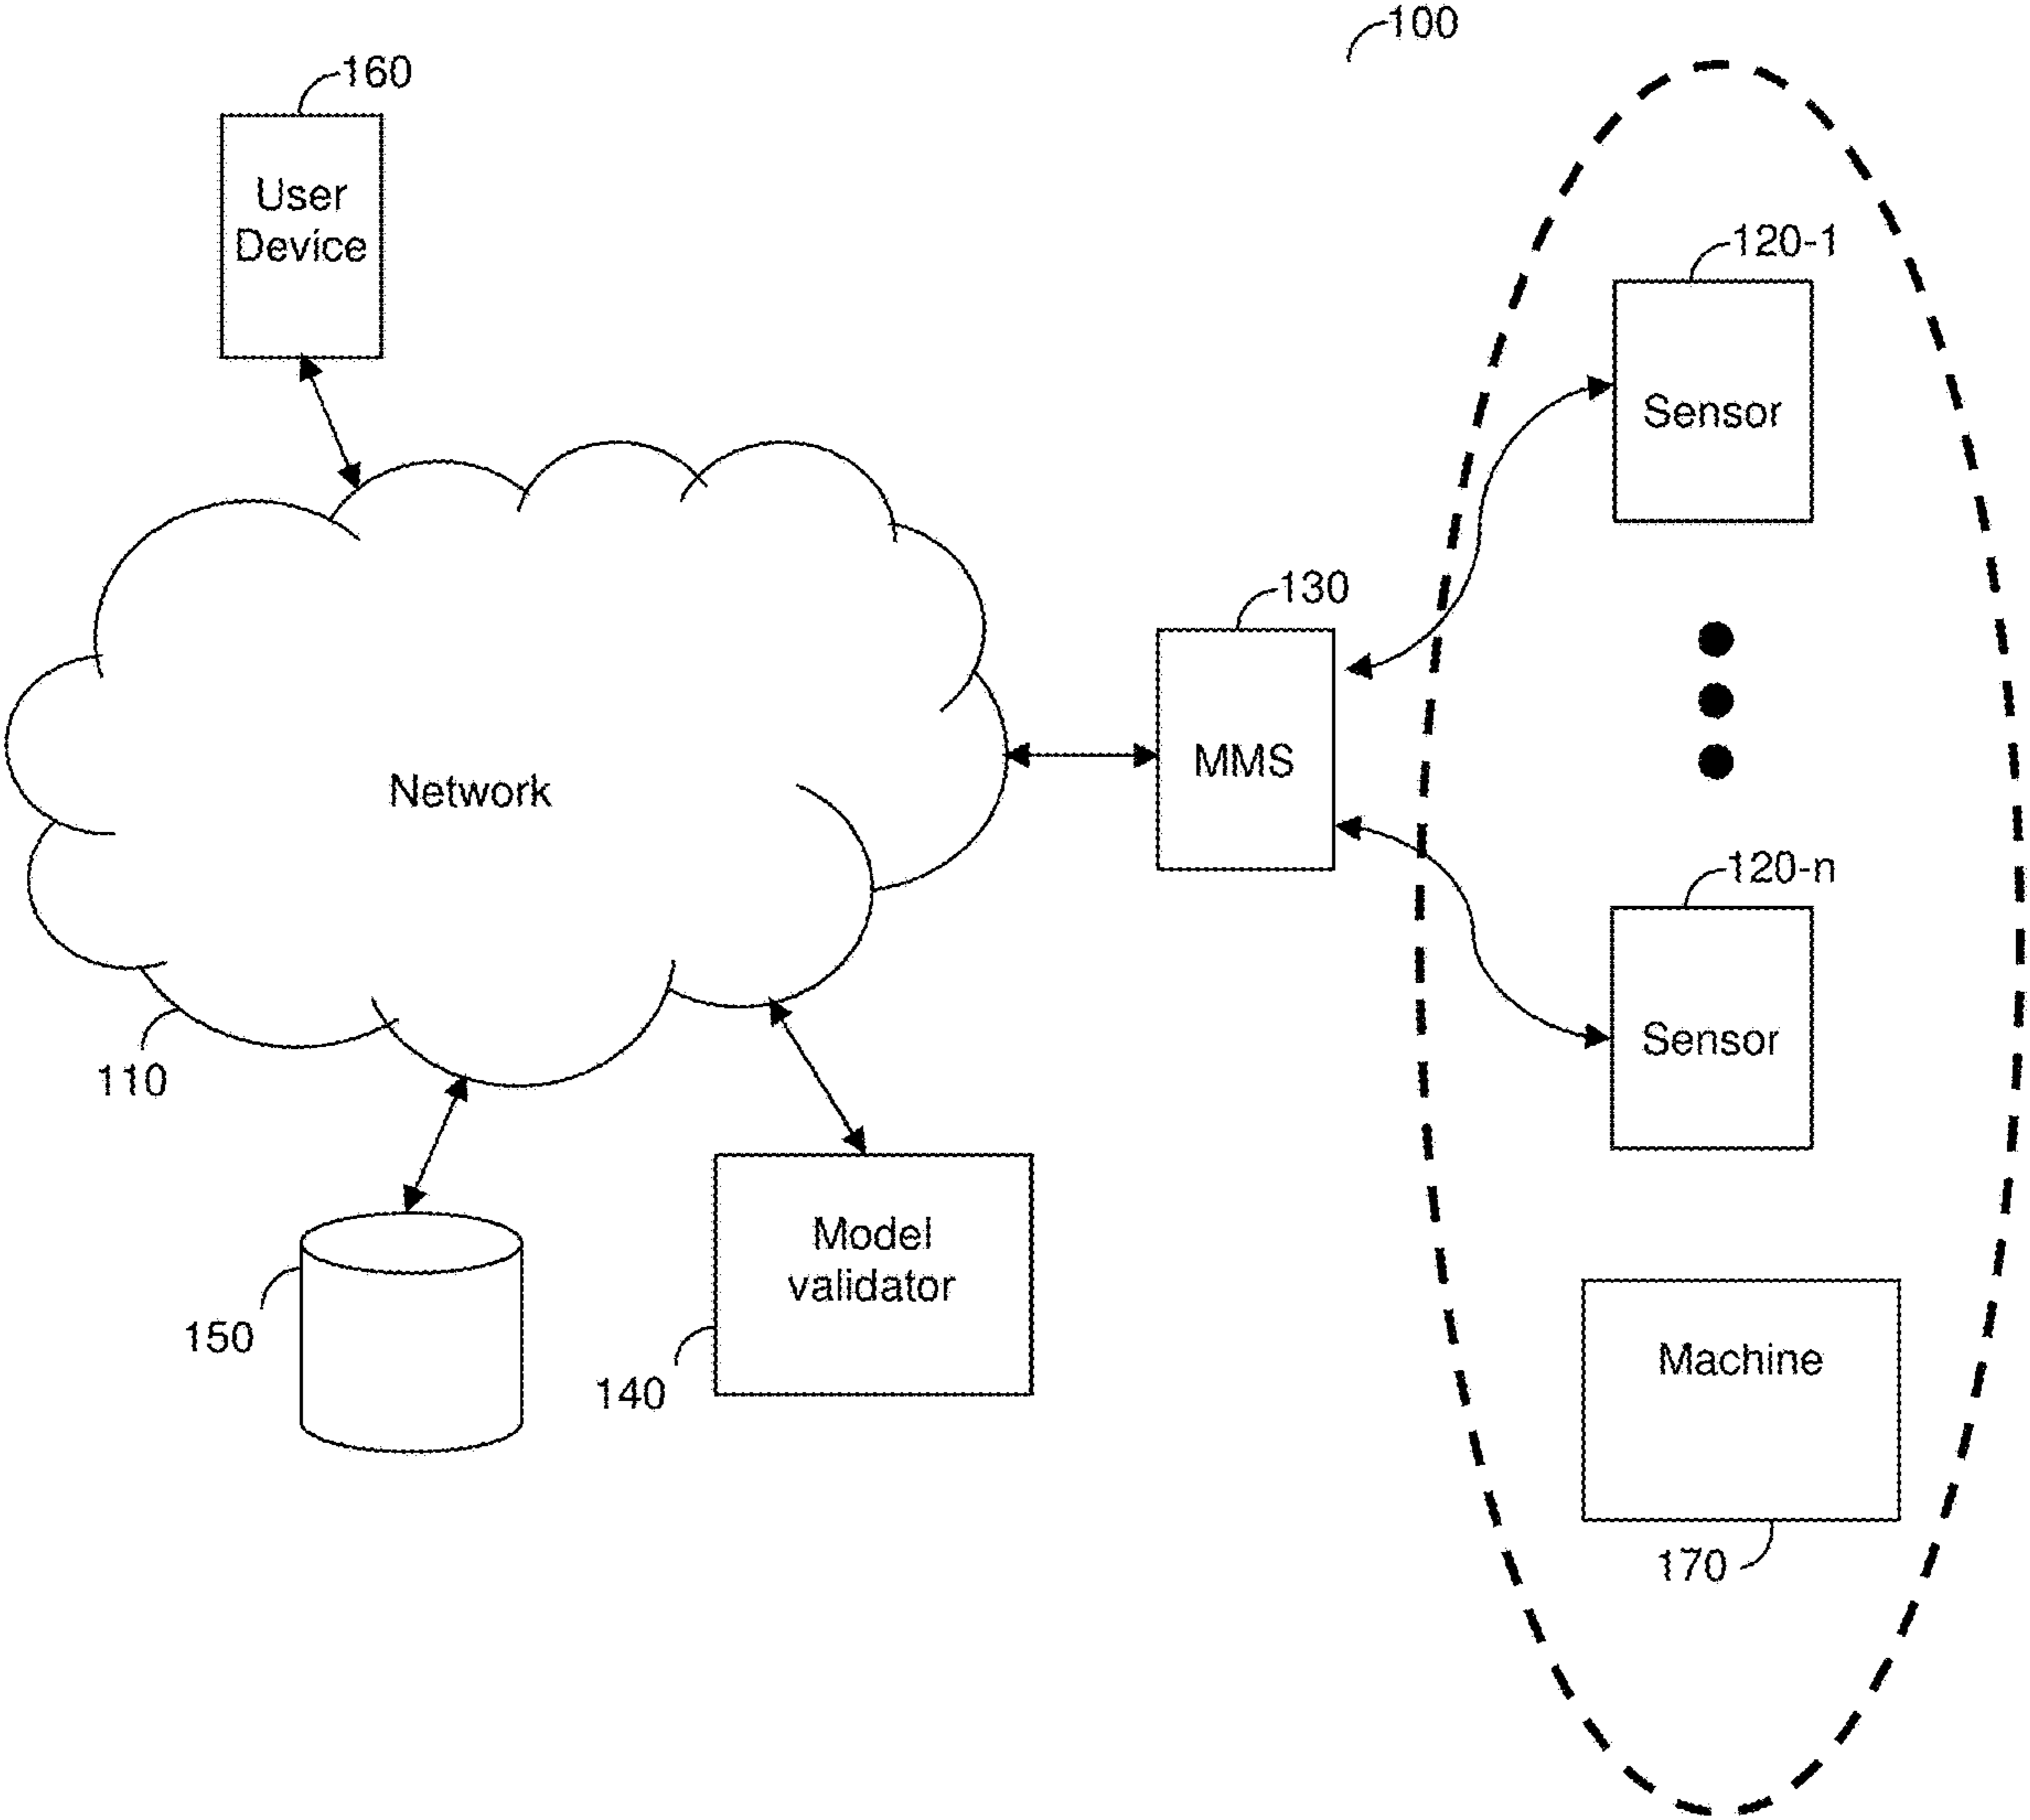 100
160
User
Device
120-1
Sensor
130
MMS
Network
120-n
Sensor
110
Model
validator
150
140
Machine
170